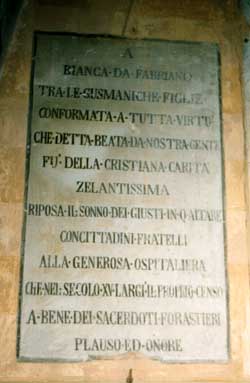 A
BIANCA·DA·FABRIANO
TRA·LE·SUSMANICHE·FIGLIE
CONFORMATA·A·TUTTA·VIRTÙ
CHE·DETTA·BEATA·DA·NOSTRA·GENTE
FU'·DELLA·CRISTIANA·CARITÀ
ZELANTISSIMA
RIPOSA·IL·SONNO·DEI·GIUSTI·IN·Q·ALTARE
CONCITTADINI·FRATELLI
ALLA·GENEROSA·OSPITALIERA
CHE·NEL·SECOLO·XV·LARGÌ·IL·PROPRIO·CENSO
A·BENE·DEI·SACERDOTI·FORASTIERI
PLAUSO·ED·ONORE